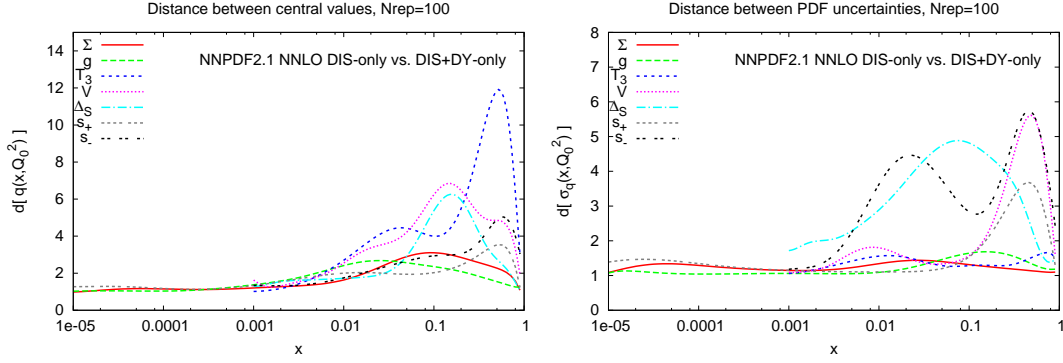 Distance between central values, Nrep=100
NNPDF2.1 NNLO DIS-only vs. DIS+DY-only
Σ
g
T3
V
ΔS
s+
s-
d[ q(x,Q0²) ]
14
12
10
8
6
4
2
0
1e-05 0.0001 0.001 0.01 0.1 1
x
Distance between PDF uncertainties, Nrep=100
NNPDF2.1 NNLO DIS-only vs. DIS+DY-only
Σ
g
T3
V
ΔS
s+
s-
d[ σq(x,Q0²) ]
8
7
6
5
4
3
2
1
0
1e-05 0.0001 0.001 0.01 0.1 1
x